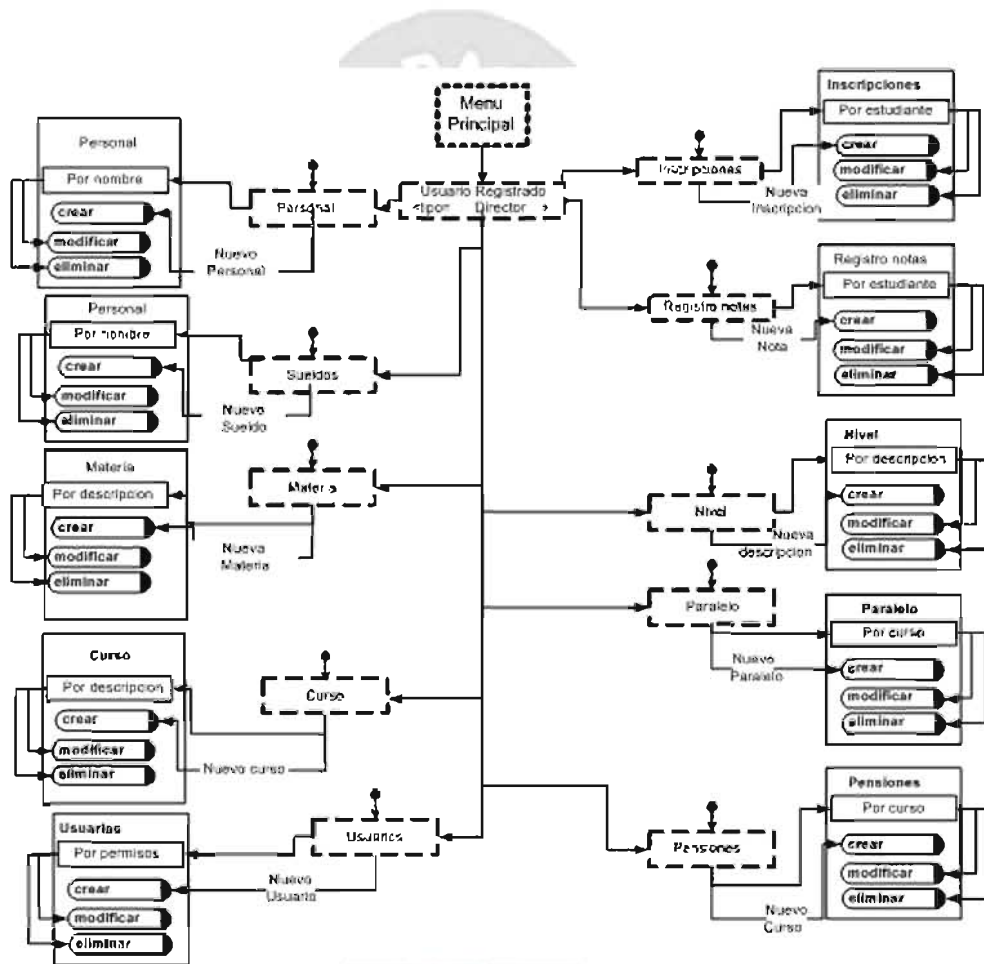 Menu
Principal
Usuario Registrado
Director
Personal
Por nombre
crear
modificar
eliminar
Personal
Nuevo
Personal
Personal
Por nombre
crear
modificar
eliminar
Sueldos
Nuevo
Sueldo
Materia
Por descripcion
crear
modificar
eliminar
Materia
Nueva
Materia
Curso
Por descripcion
crear
modificar
eliminar
Curso
Nuevo curso
Usuarias
Por permisos
crear
modificar
eliminar
Usuarios
Nuevo
Usuario
Inscripciones
Por estudiante
crear
modificar
eliminar
Inscripciones
Nueva
Inscripcion
Registro notas
Por estudiante
crear
modificar
eliminar
Registro notas
Nueva
Nota
Nivel
Por descripcion
crear
modificar
eliminar
Nivel
Nueva
descripcion
Paralelo
Por curso
crear
modificar
eliminar
Paralelo
Nuevo
Paralelo
Pensiones
Por curso
crear
modificar
eliminar
Pensiones
Nuevo
Curso